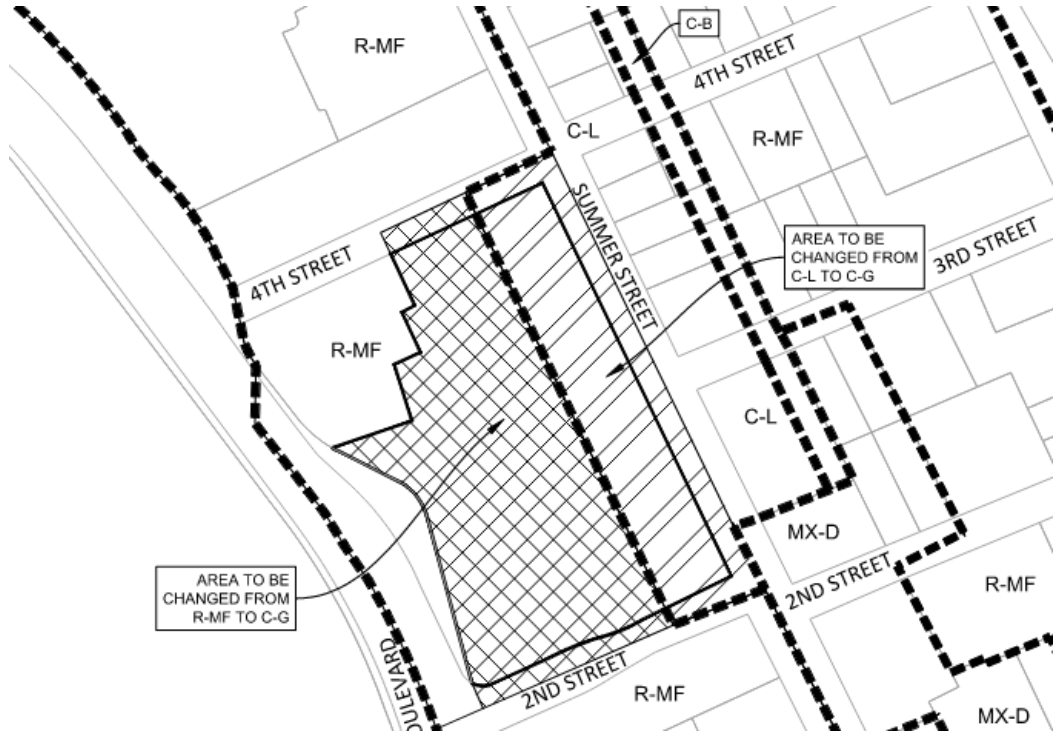 C-B
R-MF
4TH STREET
C-L
R-MF
SUMMER STREET
AREA TO BE
CHANGED FROM
C-L TO C-G
3RD STREET
4TH STREET
R-MF
C-L
MX-D
2ND STREET
R-MF
AREA TO BE
CHANGED FROM
R-MF TO C-G
OULEVARD
2ND STREET
R-MF
MX-D